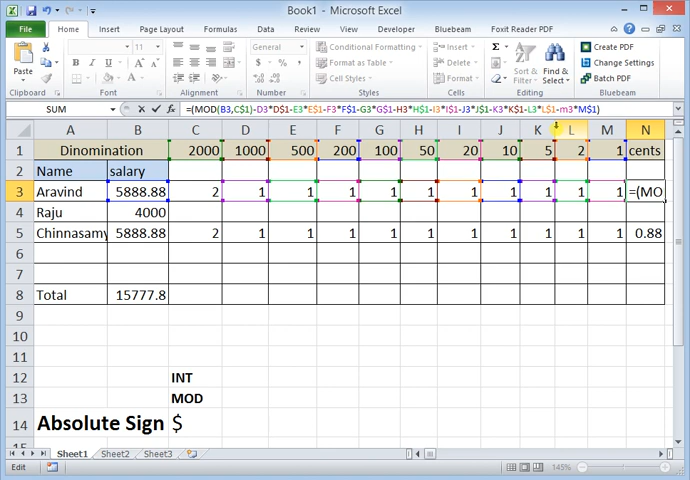 Book1 - Microsoft Excel
File Home Insert Page Layout Formulas Data Review View Developer Bluebeam Foxit Reader PDF
Paste
Clipboard
11
B I U
Font
Alignment
General
$ % ,
Number
Conditional Formatting
Format as Table
Cell Styles
Styles
Insert
Delete
Format
Cells
Σ
Sort & Filter
Find & Select
Editing
Create PDF
Change Settings
Batch PDF
Bluebeam
SUM fx =(MOD(B3,C$1)-D3*D$1-E3*E$1-F3*F$1-G3*G$1-H3*H$1-I3*I$1-J3*J$1-K3*K$1-L3*L$1-m3*M$1)
A B C D E F G H I J K L M N
1 Dinomination 2000 1000 500 200 100 50 20 10 5 2 1 cents
2 Name salary
3 Aravind 5888.88 2 1 1 1 1 1 1 1 1 1 1 =(MO
4 Raju 4000
5 Chinnasamy 5888.88 2 1 1 1 1 1 1 1 1 1 1 0.88
6
7
8 Total 15777.8
9
10
11
12 INT
13 MOD
14 Absolute Sign $
15
Sheet1 Sheet2 Sheet3
Edit 145%